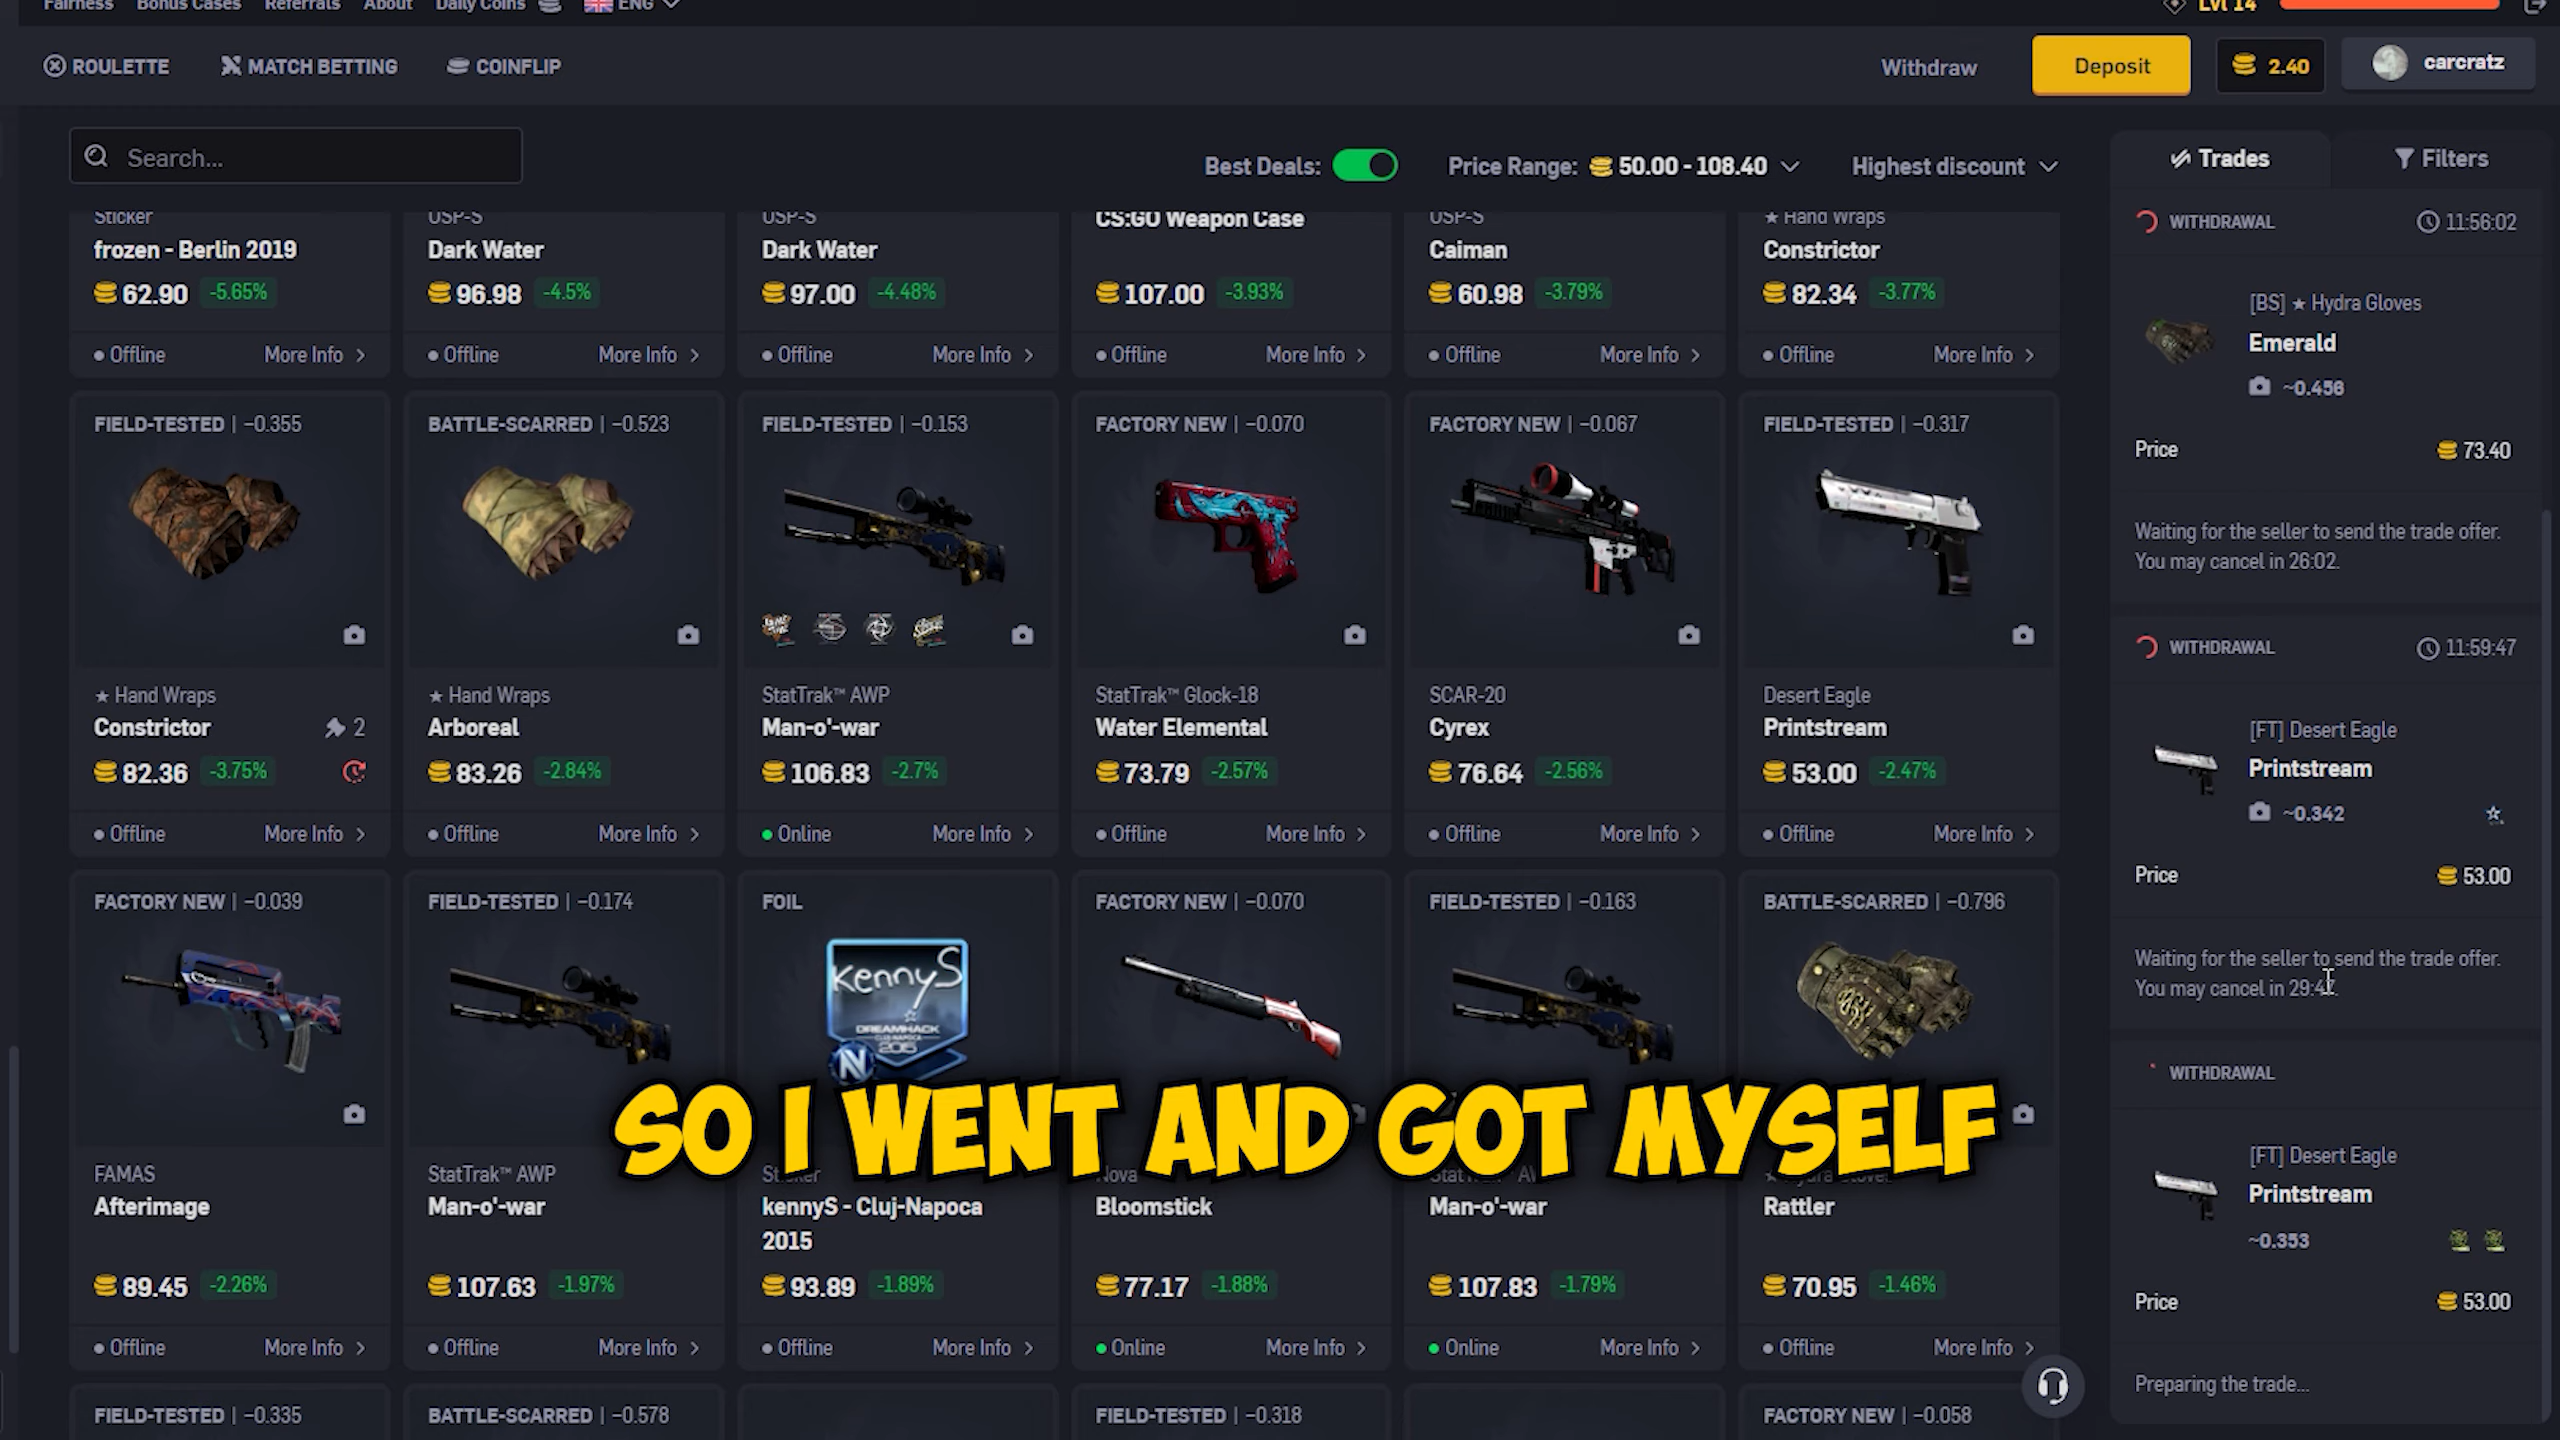 Fairness Bonus Cases Referrals About Daily Coins ENG Lvl 14
ROULETTE MATCH BETTING COINFLIP Withdraw Deposit 2.40 carcratz
Search... Best Deals: Price Range: 50.00 - 108.40 Highest discount Trades Filters
Sticker USP-S USP-S CS:GO Weapon Case USP-S ★ Hand Wraps
frozen - Berlin 2019 Dark Water Dark Water Caiman Constrictor
62.90 -5.65% 96.98 -4.5% 97.00 -4.48% 107.00 -3.93% 60.98 -3.79% 82.34 -3.77%
Offline More Info > Offline More Info > Offline More Info > Offline More Info > Offline More Info > Offline More Info >
FIELD-TESTED | ~0.355 BATTLE-SCARRED | ~0.523 FIELD-TESTED | ~0.153 FACTORY NEW | ~0.070 FACTORY NEW | ~0.067 FIELD-TESTED | ~0.317
★ Hand Wraps ★ Hand Wraps StatTrak™ AWP StatTrak™ Glock-18 SCAR-20 Desert Eagle
Constrictor 2 Arboreal Man-o'-war Water Elemental Cyrex Printstream
82.36 -3.75% 83.26 -2.84% 106.83 -2.7% 73.79 -2.57% 76.64 -2.56% 53.00 -2.47%
Offline More Info > Offline More Info > Online More Info > Offline More Info > Offline More Info > Offline More Info >
FACTORY NEW | ~0.039 FIELD-TESTED | ~0.174 FOIL FACTORY NEW | ~0.070 FIELD-TESTED | ~0.163 BATTLE-SCARRED | ~0.796
kennyS
DREAMHACK
CLUJ-NAPOCA
2015
SO I WENT AND GOT MYSELF
FAMAS StatTrak™ AWP Sticker Nova
Afterimage Man-o'-war kennyS - Cluj-Napoca Bloomstick Man-o'-war Rattler
2015
89.45 -2.26% 107.63 -1.97% 93.89 -1.89% 77.17 -1.88% 107.83 -1.79% 70.95 -1.46%
Offline More Info > Offline More Info > Offline More Info > Online More Info > Online More Info > Offline More Info >
FIELD-TESTED | ~0.335 BATTLE-SCARRED | ~0.578 FIELD-TESTED | ~0.318 FACTORY NEW | ~0.058
WITHDRAWAL 11:56:02
[BS] ★ Hydra Gloves
Emerald
~0.456
Price 73.40
Waiting for the seller to send the trade offer.
You may cancel in 26:02.
WITHDRAWAL 11:59:47
[FT] Desert Eagle
Printstream
~0.342
Price 53.00
Waiting for the seller to send the trade offer.
You may cancel in 29:47.
WITHDRAWAL
[FT] Desert Eagle
Printstream
~0.353
Price 53.00
Preparing the trade...